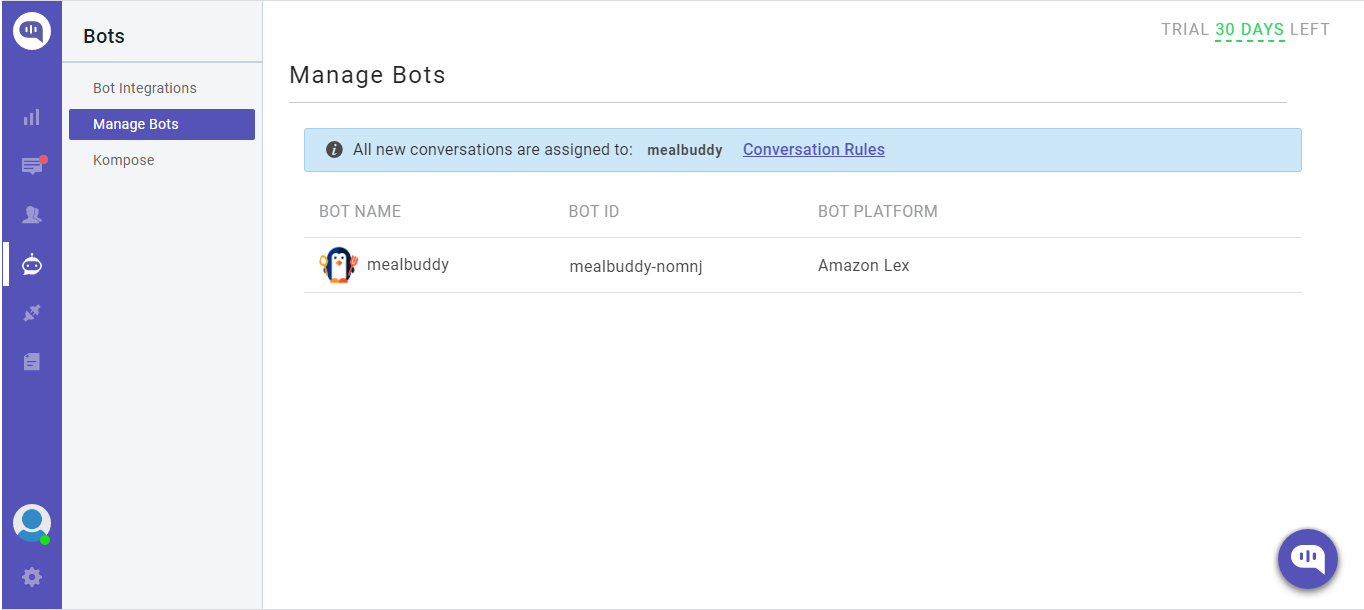 Bots
Bot Integrations
Manage Bots
Kompose
TRIAL 30 DAYS LEFT
Manage Bots
i All new conversations are assigned to: mealbuddy Conversation Rules
BOT NAME BOT ID BOT PLATFORM
mealbuddy mealbuddy-nomnj Amazon Lex